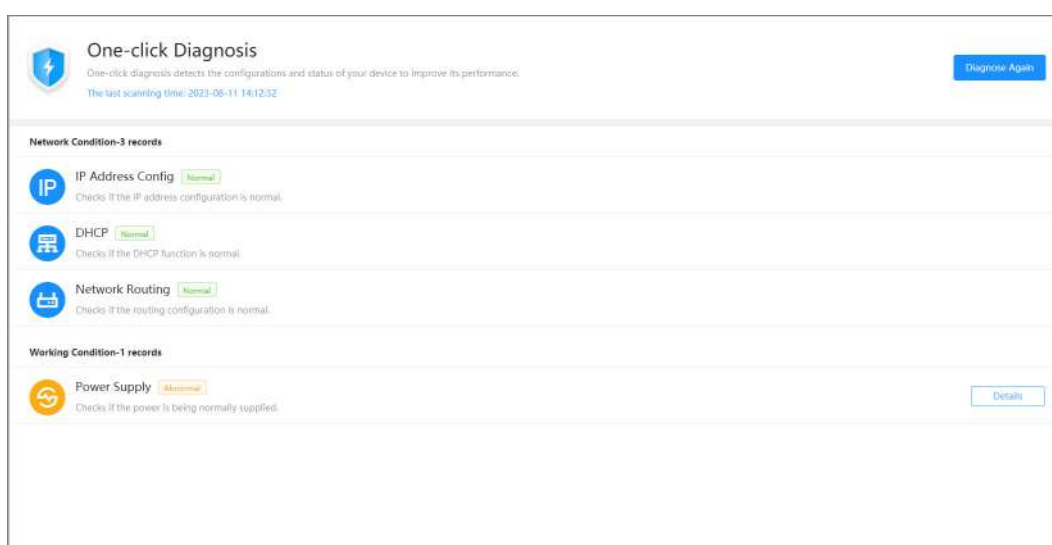 One-click Diagnosis
One-click diagnosis detects the configurations and status of your device to improve its performance.
The last scanning time: 2023-08-11 14:12:32
Diagnose Again
Network Condition-3 records
IP
IP Address Config Normal
Checks if the IP address configuration is normal.
DHCP Normal
Checks if the DHCP function is normal.
Network Routing Normal
Checks if the routing configuration is normal.
Working Condition-1 records
Power Supply Abnormal
Checks if the power is being normally supplied.
Details